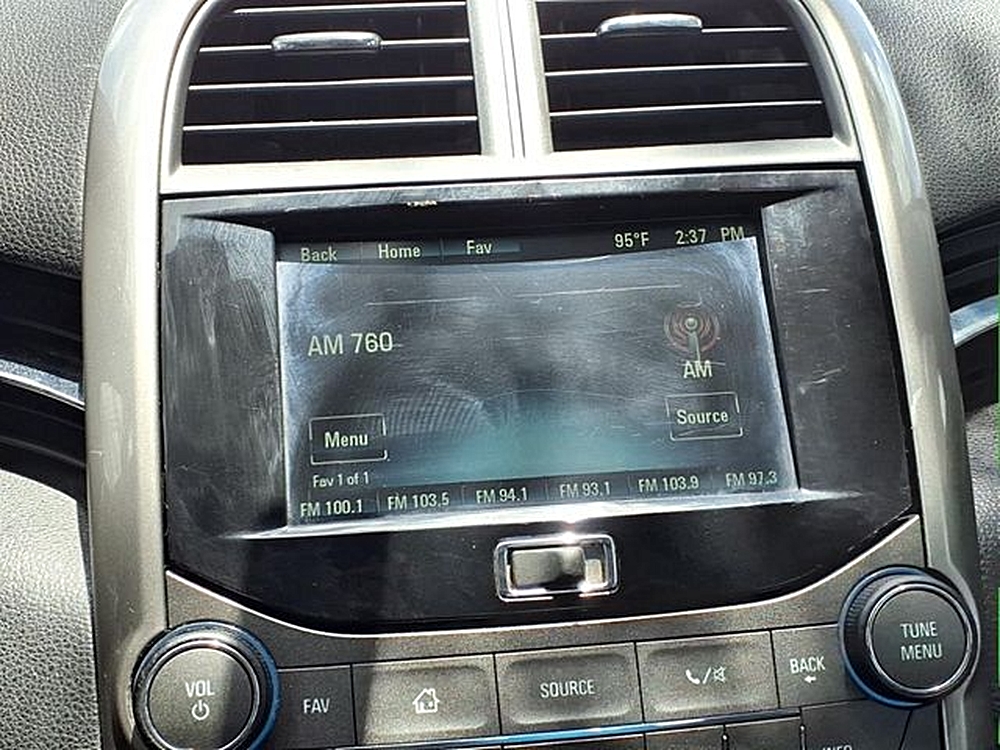 Back Home Fav 95°F 2:37 PM
AM 760
AM
Menu
Source
Fav 1 of 1
FM 100.1 FM 103.5 FM 94.1 FM 93.1 FM 103.9 FM 97.3
VOL
FAV
SOURCE
BACK
TUNE
MENU
INFO